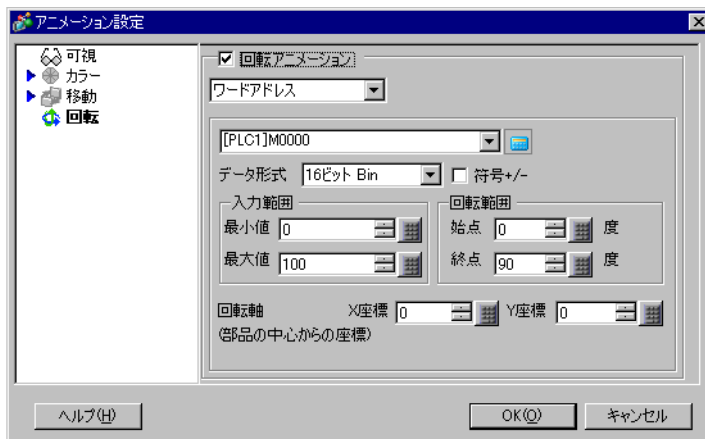 アニメーション設定
可視
カラー
移動
回転
回転アニメーション
ワードアドレス
[PLC1]M0000
データ形式 16ビット Bin 符号+/-
入力範囲
最小値 0
最大値 100
回転範囲
始点 0 度
終点 90 度
回転軸 X座標 0 Y座標 0
(部品の中心からの座標)
ヘルプ(H) OK(O) キャンセル